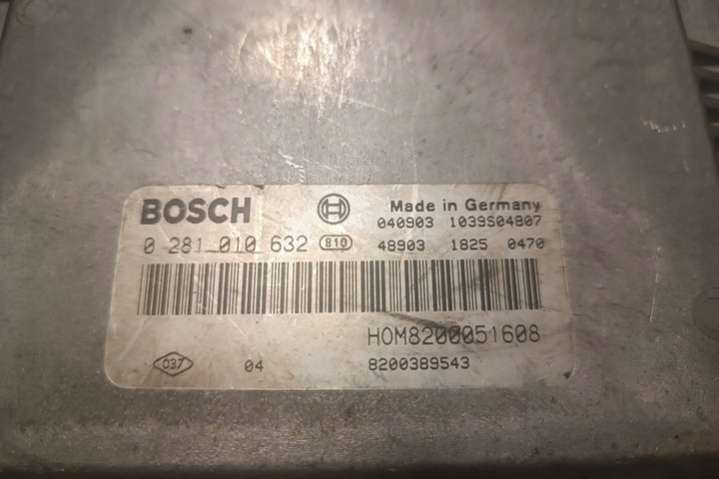 BOSCH Made in Germany
040903 1039S04807
0 281 010 632 810 48903 1825 0470
HOM8200051608
037 04 8200389543